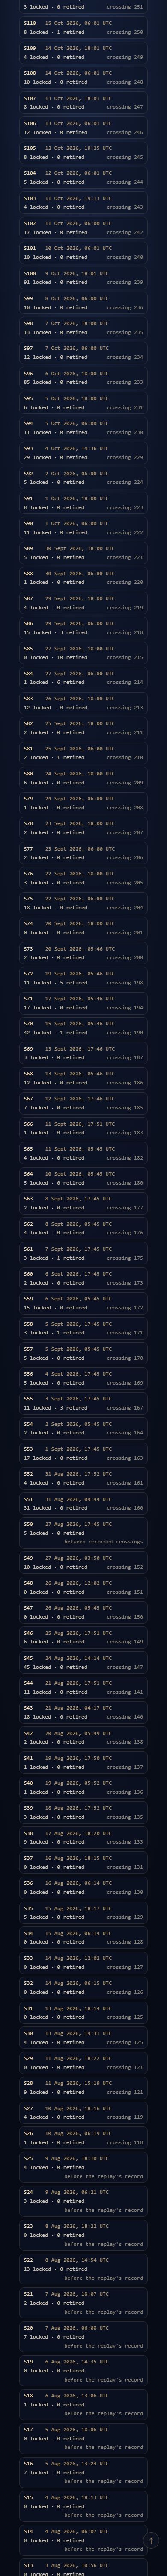 3 locked · 0 retired crossing 251
S110 15 Oct 2026, 06:01 UTC
8 locked · 1 retired crossing 250
S109 14 Oct 2026, 18:01 UTC
4 locked · 0 retired crossing 249
S108 14 Oct 2026, 06:01 UTC
10 locked · 0 retired crossing 248
S107 13 Oct 2026, 18:01 UTC
8 locked · 0 retired crossing 247
S106 13 Oct 2026, 06:01 UTC
12 locked · 0 retired crossing 246
S105 12 Oct 2026, 19:25 UTC
8 locked · 0 retired crossing 245
S104 12 Oct 2026, 06:01 UTC
5 locked · 0 retired crossing 244
S103 11 Oct 2026, 19:13 UTC
4 locked · 0 retired crossing 243
S102 11 Oct 2026, 06:00 UTC
17 locked · 0 retired crossing 242
S101 10 Oct 2026, 06:01 UTC
10 locked · 0 retired crossing 240
S100 9 Oct 2026, 18:01 UTC
91 locked · 0 retired crossing 239
S99 8 Oct 2026, 06:00 UTC
10 locked · 0 retired crossing 236
S98 7 Oct 2026, 18:00 UTC
13 locked · 0 retired crossing 235
S97 7 Oct 2026, 06:00 UTC
12 locked · 0 retired crossing 234
S96 6 Oct 2026, 18:00 UTC
85 locked · 0 retired crossing 233
S95 5 Oct 2026, 18:00 UTC
6 locked · 0 retired crossing 231
S94 5 Oct 2026, 06:00 UTC
11 locked · 0 retired crossing 230
S93 4 Oct 2026, 14:36 UTC
29 locked · 0 retired crossing 229
S92 2 Oct 2026, 06:00 UTC
5 locked · 0 retired crossing 224
S91 1 Oct 2026, 18:00 UTC
8 locked · 0 retired crossing 223
S90 1 Oct 2026, 06:00 UTC
11 locked · 0 retired crossing 222
S89 30 Sept 2026, 18:00 UTC
5 locked · 0 retired crossing 221
S88 30 Sept 2026, 06:00 UTC
1 locked · 0 retired crossing 220
S87 29 Sept 2026, 18:00 UTC
4 locked · 0 retired crossing 219
S86 29 Sept 2026, 06:00 UTC
15 locked · 3 retired crossing 218
S85 27 Sept 2026, 18:00 UTC
0 locked · 10 retired crossing 215
S84 27 Sept 2026, 06:00 UTC
1 locked · 6 retired crossing 214
S83 26 Sept 2026, 18:00 UTC
12 locked · 0 retired crossing 213
S82 25 Sept 2026, 18:00 UTC
2 locked · 0 retired crossing 211
S81 25 Sept 2026, 06:00 UTC
2 locked · 1 retired crossing 210
S80 24 Sept 2026, 18:00 UTC
6 locked · 0 retired crossing 209
S79 24 Sept 2026, 06:00 UTC
1 locked · 0 retired crossing 208
S78 23 Sept 2026, 18:00 UTC
2 locked · 0 retired crossing 207
S77 23 Sept 2026, 06:00 UTC
2 locked · 0 retired crossing 206
S76 22 Sept 2026, 18:00 UTC
3 locked · 0 retired crossing 205
S75 22 Sept 2026, 06:00 UTC
18 locked · 0 retired crossing 204
S74 20 Sept 2026, 18:00 UTC
0 locked · 0 retired crossing 201
S73 20 Sept 2026, 05:46 UTC
2 locked · 0 retired crossing 200
S72 19 Sept 2026, 05:46 UTC
11 locked · 5 retired crossing 198
S71 17 Sept 2026, 05:46 UTC
17 locked · 0 retired crossing 194
S70 15 Sept 2026, 05:46 UTC
42 locked · 1 retired crossing 190
S69 13 Sept 2026, 17:46 UTC
3 locked · 0 retired crossing 187
S68 13 Sept 2026, 05:46 UTC
12 locked · 0 retired crossing 186
S67 12 Sept 2026, 17:46 UTC
7 locked · 0 retired crossing 185
S66 11 Sept 2026, 17:51 UTC
1 locked · 0 retired crossing 183
S65 11 Sept 2026, 05:45 UTC
4 locked · 0 retired crossing 182
S64 10 Sept 2026, 05:45 UTC
5 locked · 0 retired crossing 180
S63 8 Sept 2026, 17:45 UTC
2 locked · 0 retired crossing 177
S62 8 Sept 2026, 05:45 UTC
4 locked · 0 retired crossing 176
S61 7 Sept 2026, 17:45 UTC
3 locked · 1 retired crossing 175
S60 6 Sept 2026, 17:45 UTC
2 locked · 0 retired crossing 173
S59 6 Sept 2026, 05:45 UTC
15 locked · 0 retired crossing 172
S58 5 Sept 2026, 17:45 UTC
3 locked · 1 retired crossing 171
S57 5 Sept 2026, 05:45 UTC
5 locked · 0 retired crossing 170
S56 4 Sept 2026, 17:45 UTC
5 locked · 0 retired crossing 169
S55 3 Sept 2026, 17:45 UTC
11 locked · 3 retired crossing 167
S54 2 Sept 2026, 05:45 UTC
2 locked · 0 retired crossing 164
S53 1 Sept 2026, 17:45 UTC
17 locked · 0 retired crossing 163
S52 31 Aug 2026, 17:52 UTC
4 locked · 0 retired crossing 161
S51 31 Aug 2026, 04:44 UTC
31 locked · 0 retired crossing 160
S50 27 Aug 2026, 17:45 UTC
5 locked · 0 retired
between recorded crossings
S49 27 Aug 2026, 03:50 UTC
10 locked · 0 retired crossing 152
S48 26 Aug 2026, 12:02 UTC
0 locked · 0 retired crossing 151
S47 26 Aug 2026, 05:45 UTC
0 locked · 0 retired crossing 150
S46 25 Aug 2026, 17:51 UTC
6 locked · 0 retired crossing 149
S45 24 Aug 2026, 14:14 UTC
45 locked · 0 retired crossing 147
S44 21 Aug 2026, 17:51 UTC
11 locked · 0 retired crossing 141
S43 21 Aug 2026, 04:17 UTC
18 locked · 0 retired crossing 140
S42 20 Aug 2026, 05:49 UTC
2 locked · 0 retired crossing 138
S41 19 Aug 2026, 17:50 UTC
1 locked · 0 retired crossing 137
S40 19 Aug 2026, 05:52 UTC
1 locked · 0 retired crossing 136
S39 18 Aug 2026, 17:52 UTC
3 locked · 0 retired crossing 135
S38 17 Aug 2026, 18:20 UTC
9 locked · 0 retired crossing 133
S37 16 Aug 2026, 18:15 UTC
0 locked · 0 retired crossing 131
S36 16 Aug 2026, 06:14 UTC
0 locked · 0 retired crossing 130
S35 15 Aug 2026, 18:17 UTC
5 locked · 0 retired crossing 129
S34 15 Aug 2026, 06:14 UTC
0 locked · 0 retired crossing 128
S33 14 Aug 2026, 12:02 UTC
0 locked · 0 retired crossing 127
S32 14 Aug 2026, 06:25 UTC
0 locked · 0 retired crossing 126
S31 13 Aug 2026, 18:14 UTC
0 locked · 0 retired crossing 125
S30 13 Aug 2026, 14:31 UTC
4 locked · 0 retired crossing 125
S29 11 Aug 2026, 18:22 UTC
0 locked · 0 retired crossing 121
S28 11 Aug 2026, 15:19 UTC
9 locked · 0 retired crossing 121
S27 10 Aug 2026, 18:16 UTC
4 locked · 0 retired crossing 119
S26 10 Aug 2026, 06:19 UTC
1 locked · 0 retired crossing 118
S25 9 Aug 2026, 18:18 UTC
4 locked · 0 retired
before the replay's record
S24 9 Aug 2026, 06:21 UTC
3 locked · 0 retired
before the replay's record
S23 8 Aug 2026, 18:22 UTC
0 locked · 0 retired
before the replay's record
S22 8 Aug 2026, 14:54 UTC
13 locked · 0 retired
before the replay's record
S21 7 Aug 2026, 18:07 UTC
2 locked · 0 retired
before the replay's record
S20 7 Aug 2026, 06:08 UTC
7 locked · 0 retired
before the replay's record
S19 6 Aug 2026, 14:35 UTC
0 locked · 0 retired
before the replay's record
S18 6 Aug 2026, 13:06 UTC
1 locked · 0 retired
before the replay's record
S17 5 Aug 2026, 18:06 UTC
0 locked · 0 retired
before the replay's record
S16 5 Aug 2026, 13:24 UTC
7 locked · 0 retired
before the replay's record
S15 4 Aug 2026, 18:13 UTC
0 locked · 0 retired
before the replay's record
S14 4 Aug 2026, 06:07 UTC
0 locked · 0 retired
before the replay's record
S13 3 Aug 2026, 18:56 UTC
0 locked · 0 retired